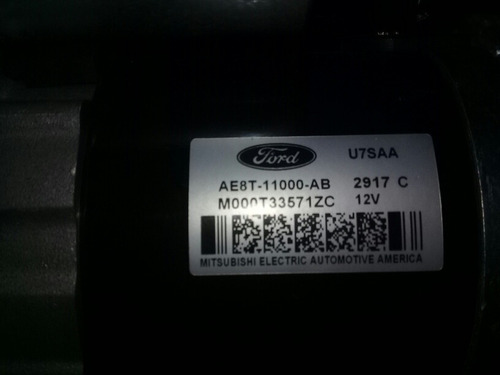 Ford U7SAA
AE8T-11000-AB 2917 C
M000T33571ZC 12V
MITSUBISHI ELECTRIC AUTOMOTIVE AMERICA